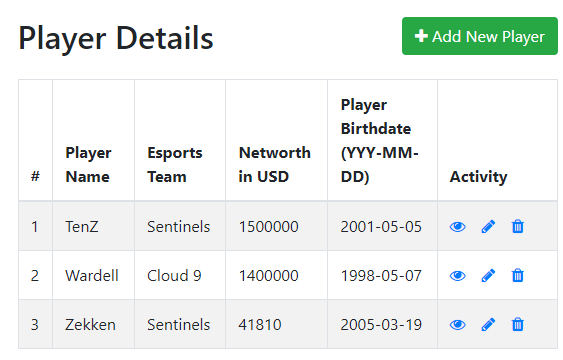 Player Details
Add New Player
# Player Name Esports Team Networth in USD Player Birthdate (YYY-MM-DD) Activity
1 TenZ Sentinels 1500000 2001-05-05
2 Wardell Cloud 9 1400000 1998-05-07
3 Zekken Sentinels 41810 2005-03-19